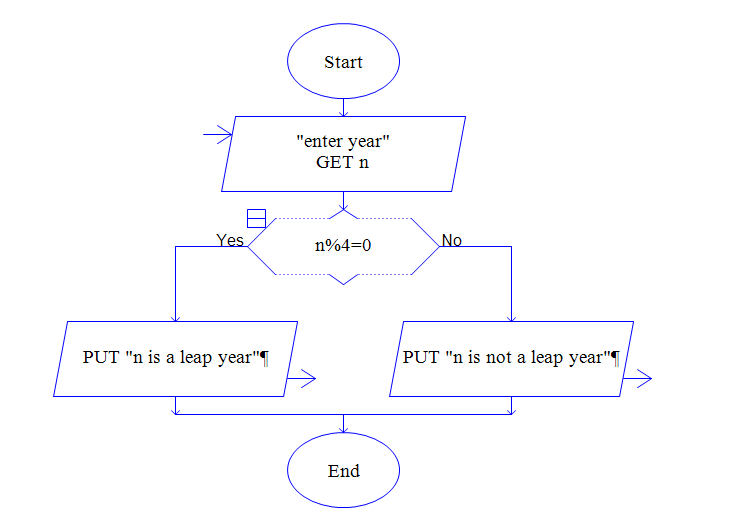 Start
"enter year"
GET n
Yes
n%4=0
No
PUT "n is a leap year"¶
PUT "n is not a leap year"¶
End